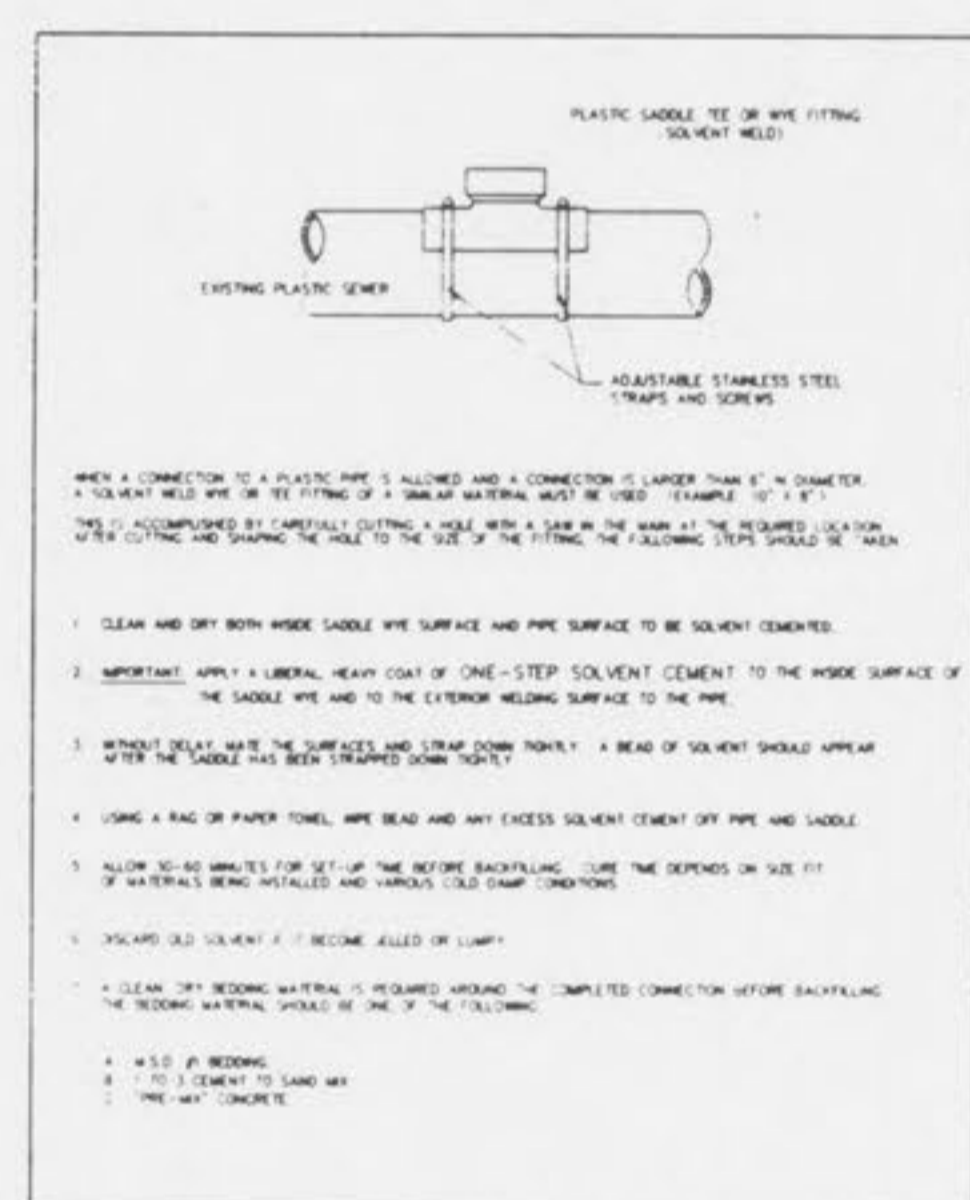 PLASTIC SADDLE TEE OR WYE FITTING
SOLVENT WELD)
EXISTING PLASTIC SEWER
ADJUSTABLE STAINLESS STEEL
STRAPS AND SCREWS
WHEN A CONNECTION TO A PLASTIC PIPE IS ALLOWED AND A CONNECTION IS LARGER THAN 6" IN DIAMETER,
A SOLVENT WELD WYE OR TEE FITTING OF A SIMILAR MATERIAL MUST BE USED (EXAMPLE 10" X 8")
THIS IS ACCOMPLISHED BY CAREFULLY CUTTING A HOLE WITH A SAW IN THE MAIN AT THE REQUIRED LOCATION
AFTER CUTTING AND SHAPING THE HOLE TO THE SIZE OF THE FITTING, THE FOLLOWING STEPS SHOULD BE TAKEN
1 CLEAN AND DRY BOTH INSIDE SADDLE WYE SURFACE AND PIPE SURFACE TO BE SOLVENT CEMENTED.
2 IMPORTANT: APPLY A LIBERAL, HEAVY COAT OF ONE-STEP SOLVENT CEMENT TO THE INSIDE SURFACE OF
THE SADDLE WYE AND TO THE EXTERIOR WELDING SURFACE TO THE PIPE.
3 WITHOUT DELAY, MATE THE SURFACES AND STRAP DOWN TIGHTLY. A BEAD OF SOLVENT SHOULD APPEAR
AFTER THE SADDLE HAS BEEN STRAPPED DOWN TIGHTLY
4 USING A RAG OR PAPER TOWEL, WIPE BEAD AND ANY EXCESS SOLVENT CEMENT OFF PIPE AND SADDLE
5 ALLOW 30-60 MINUTES FOR SET-UP TIME BEFORE BACKFILLING. CURE TIME DEPENDS ON SIZE FIT
OF MATERIALS BEING INSTALLED AND VARIOUS COLD DAMP CONDITIONS
6 DISCARD OLD SOLVENT IF IT BECOME JELLED OR LUMPY
7 A CLEAN DRY BEDDING MATERIAL IS REQUIRED AROUND THE COMPLETED CONNECTION BEFORE BACKFILLING
THE BEDDING MATERIAL SHOULD BE ONE OF THE FOLLOWING
A M.S.D. BEDDING
B 1 TO 3 CEMENT TO SAND MIX
C "PRE-MIX" CONCRETE